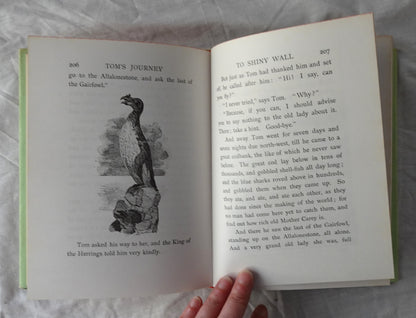 206 TOM'S JOURNEY
go to the Allalonestone, and ask the last of
the Gairfowl."
Tom asked his way to her, and the King of
the Herrings told him very kindly.
TO SHINY WALL 207
But just as Tom had thanked him and set
off, he called after him: "Hi! I say, can
you fly?"
"I never tried," says Tom. "Why?"
"Because, if you can, I should advise
you to say nothing to the old lady about it.
There; take a hint. Good-bye."
And away Tom went for seven days and
seven nights due north-west, till he came to a
great codbank, the like of which he never saw
before. The great cod lay below in tens of
thousands, and gobbled shell-fish all day long;
and the blue sharks roved above in hundreds,
and gobbled them when they came up. So
they ate, and ate, and ate each other, as they
had done since the making of the world; for
no man had come here yet to catch them, and
find out how rich old Mother Carey is.
And there he saw the last of the Gairfowl,
standing up on the Allalonestone, all alone.
And a very grand old lady she was, full